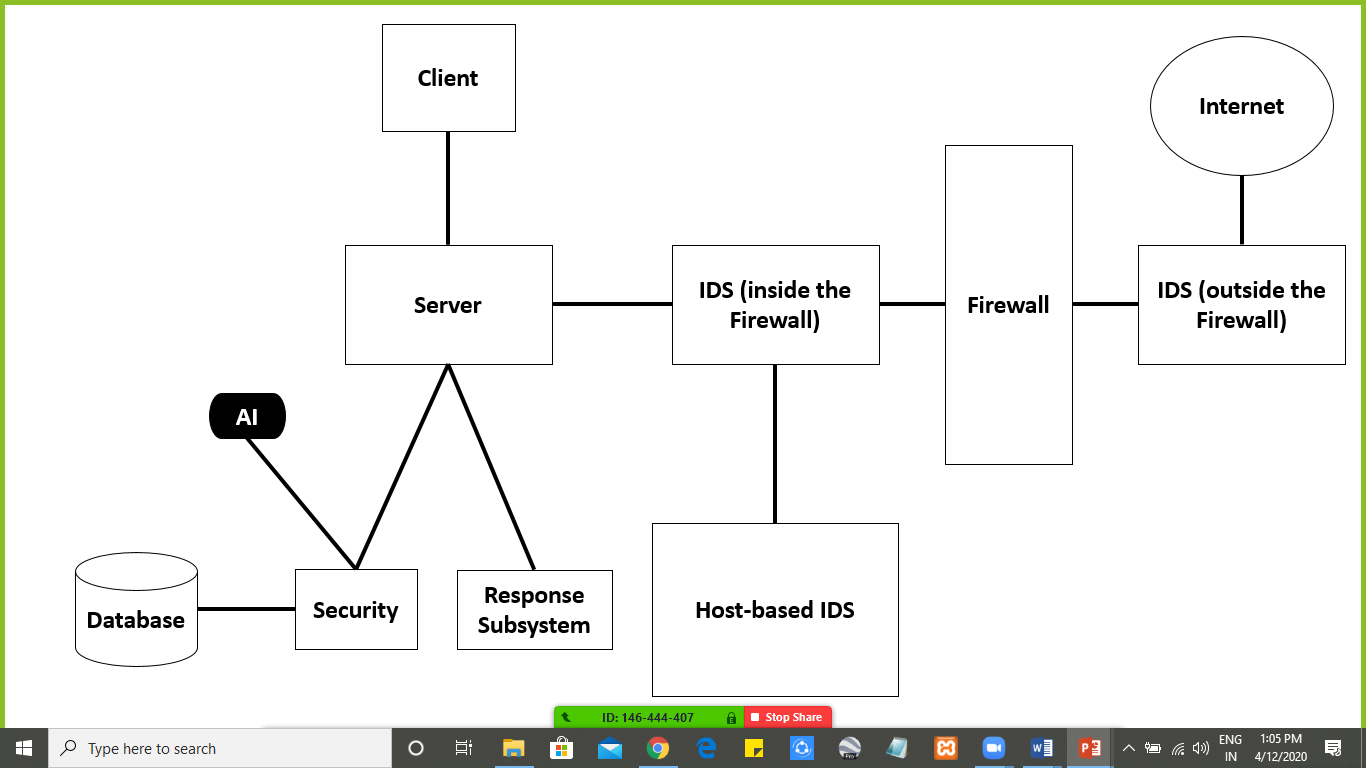 Client
Internet
Server
IDS (inside the
Firewall)
Firewall
IDS (outside the
Firewall)
AI
Database
Security
Response
Subsystem
Host-based IDS
ID: 146-444-407
Stop Share
Type here to search
ENG
IN
1:05 PM
4/12/2020